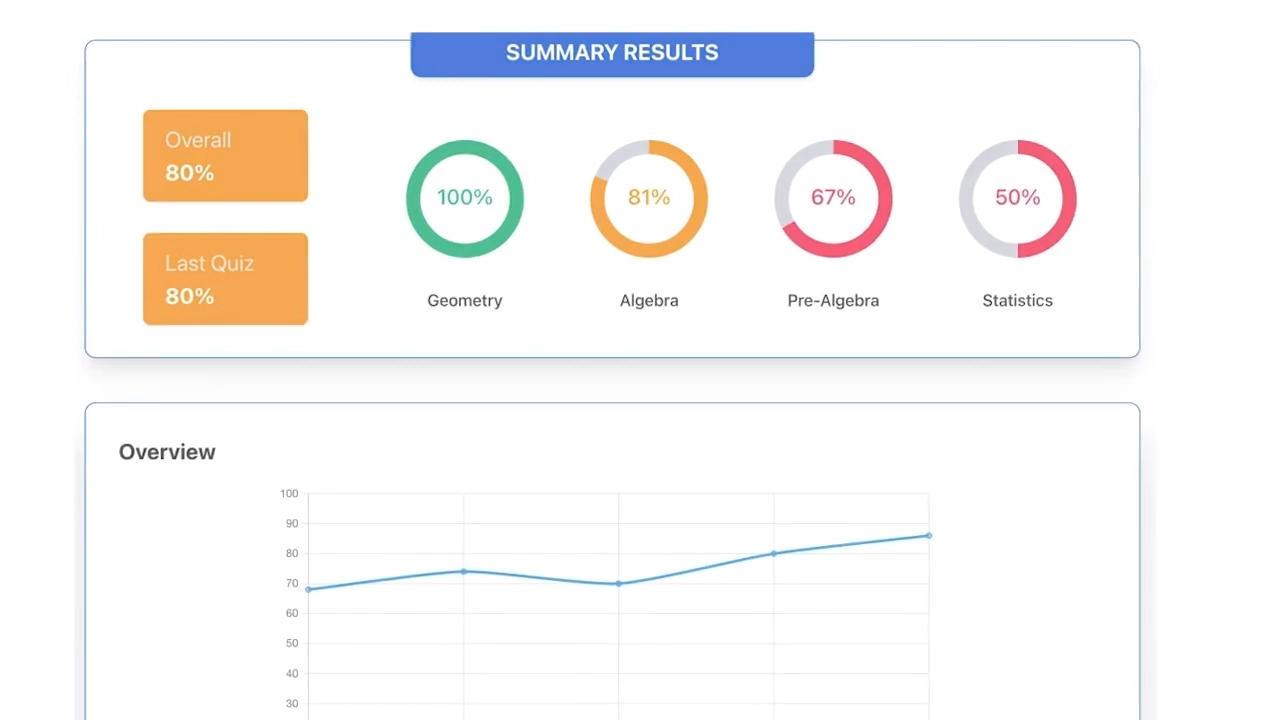 SUMMARY RESULTS
Overall
80%
Last Quiz
80%
100%
81%
67%
50%
Geometry
Algebra
Pre-Algebra
Statistics
Overview
100
90
80
70
60
50
40
30